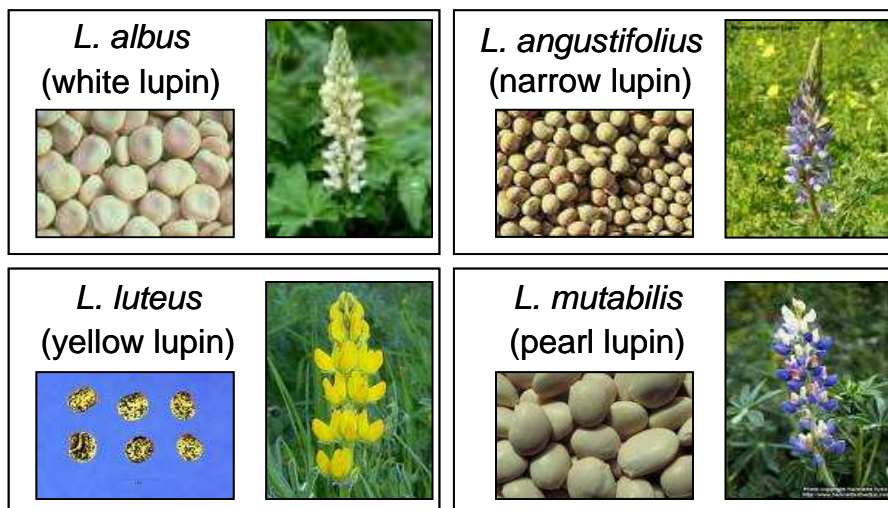 L. albus
(white lupin)
L. angustifolius
(narrow lupin)
L. luteus
(yellow lupin)
L. mutabilis
(pearl lupin)